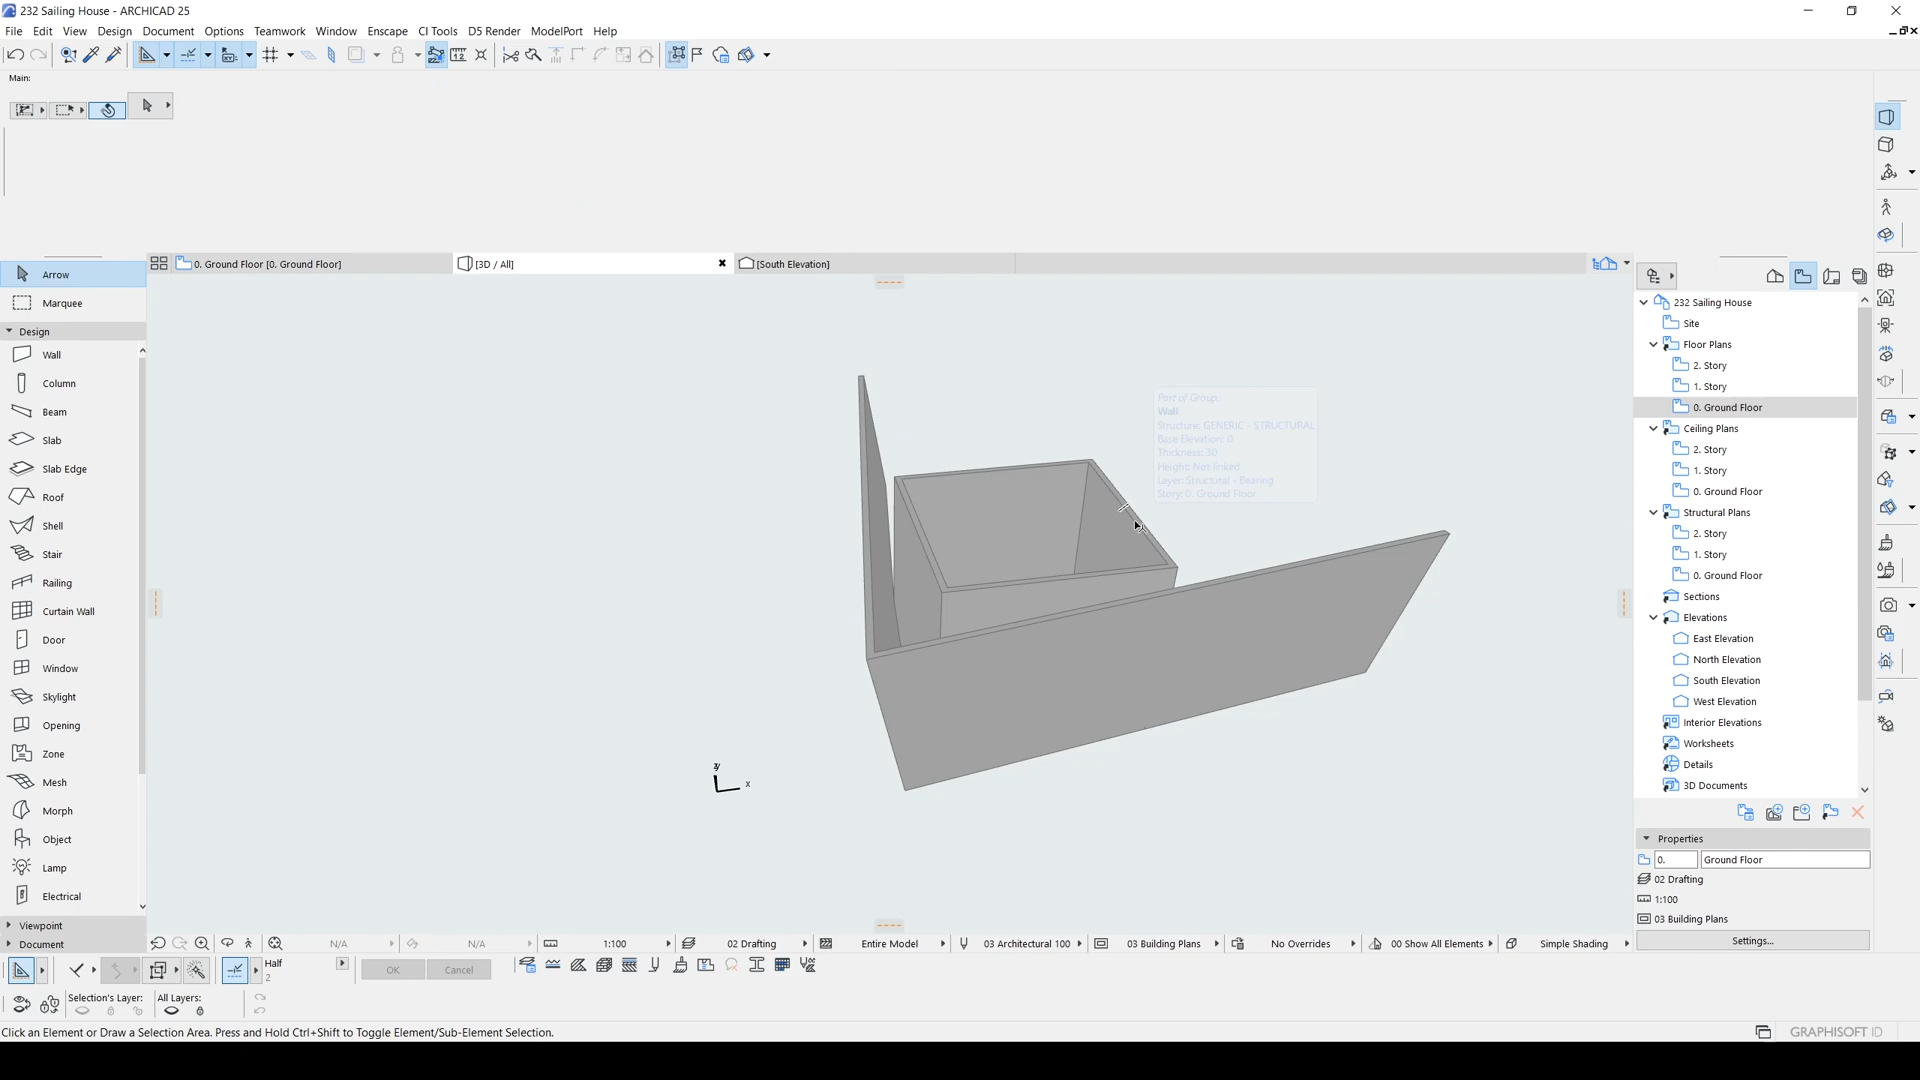 232 Sailing House - ARCHICAD 25
File Edit View Design Document Options Teamwork Window Enscape CI Tools D5 Render ModelPort Help
Main:
0. Ground Floor [0. Ground Floor]
[3D / All]
[South Elevation]
Arrow
Marquee
Design
Wall
Column
Beam
Slab
Slab Edge
Roof
Shell
Stair
Railing
Curtain Wall
Door
Window
Skylight
Opening
Zone
Mesh
Morph
Object
Lamp
Electrical
Viewpoint
Document
Part of Group:
Wall
Structure: GENERIC - STRUCTURAL
Base Elevation: 0
Thickness: 30
Height: Not linked
Layer: Structural - Bearing
Story: 0. Ground Floor
zy
x
232 Sailing House
Site
Floor Plans
2. Story
1. Story
0. Ground Floor
Ceiling Plans
2. Story
1. Story
0. Ground Floor
Structural Plans
2. Story
1. Story
0. Ground Floor
Sections
Elevations
East Elevation
North Elevation
South Elevation
West Elevation
Interior Elevations
Worksheets
Details
3D Documents
Properties
0. Ground Floor
02 Drafting
1:100
03 Building Plans
Settings...
N/A N/A 1:100 02 Drafting Entire Model 03 Architectural 100 03 Building Plans No Overrides 00 Show All Elements Simple Shading
Half
2
OK Cancel
Selection's Layer: All Layers:
Click an Element or Draw a Selection Area. Press and Hold Ctrl+Shift to Toggle Element/Sub-Element Selection.
GRAPHISOFT ID